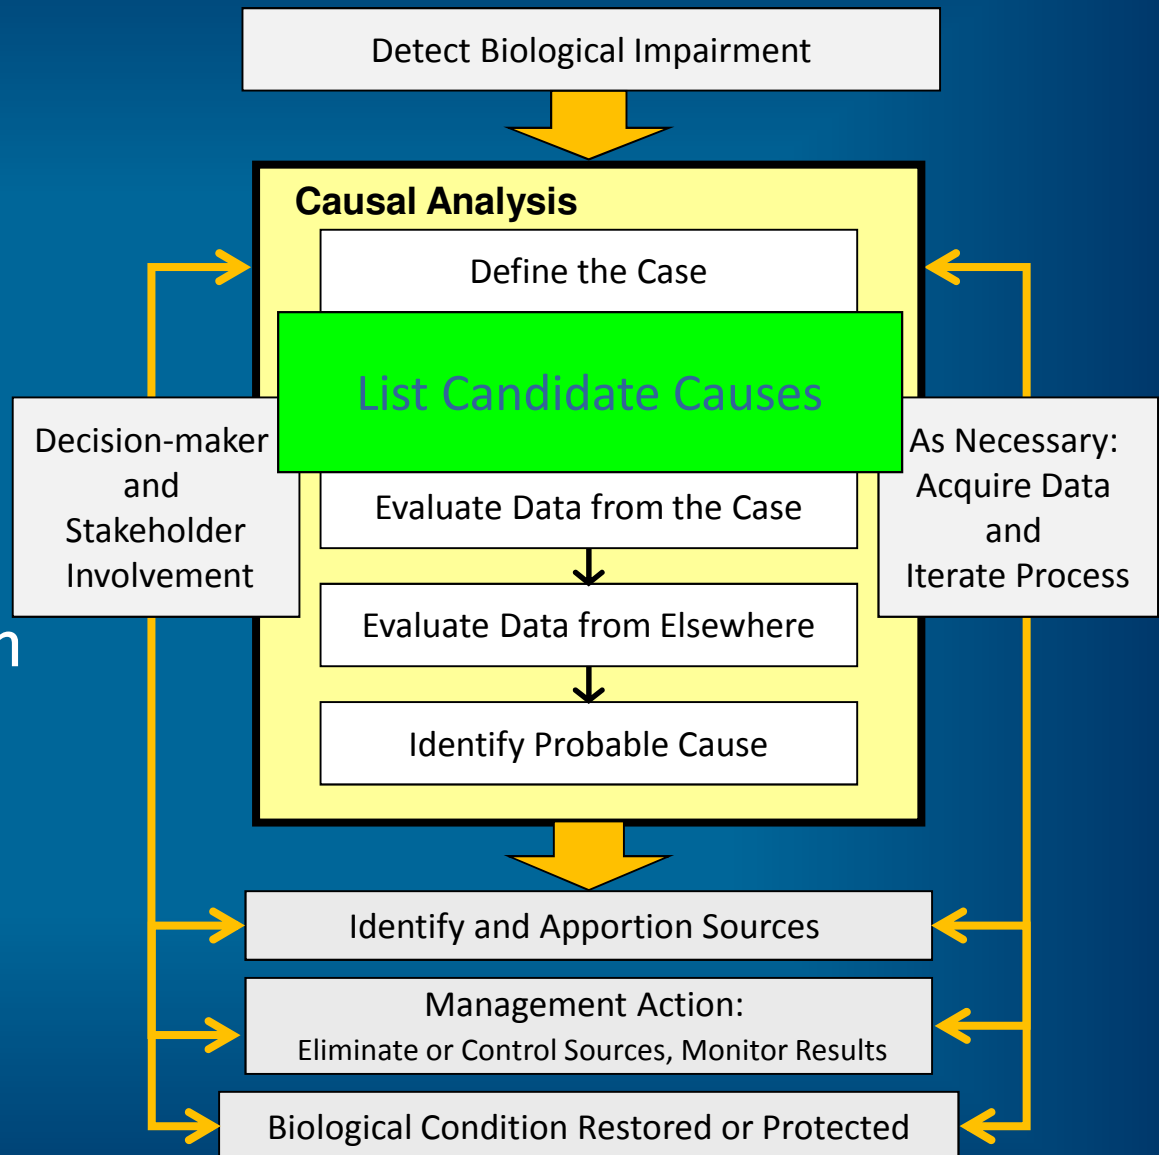 Detect Biological Impairment
Causal Analysis
Define the Case
List Candidate Causes
Decision-maker
and
Stakeholder
Involvement
As Necessary:
Acquire Data
and
Iterate Process
Evaluate Data from the Case
Evaluate Data from Elsewhere
Identify Probable Cause
Identify and Apportion Sources
Management Action:
Eliminate or Control Sources, Monitor Results
Biological Condition Restored or Protected